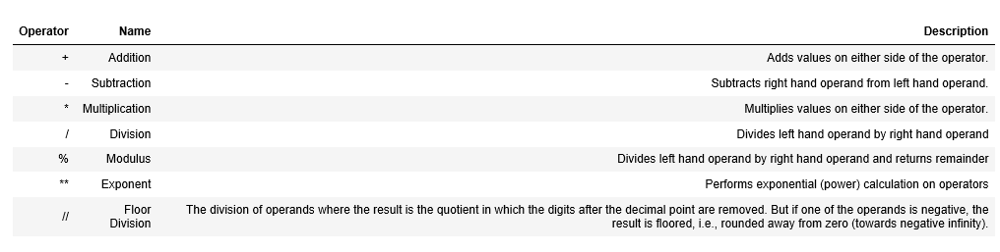 Operator Name Description
+ Addition Adds values on either side of the operator.
- Subtraction Subtracts right hand operand from left hand operand.
* Multiplication Multiplies values on either side of the operator.
/ Division Divides left hand operand by right hand operand
% Modulus Divides left hand operand by right hand operand and returns remainder
** Exponent Performs exponential (power) calculation on operators
// Floor Division The division of operands where the result is the quotient in which the digits after the decimal point are removed. But if one of the operands is negative, the
result is floored, i.e., rounded away from zero (towards negative infinity).